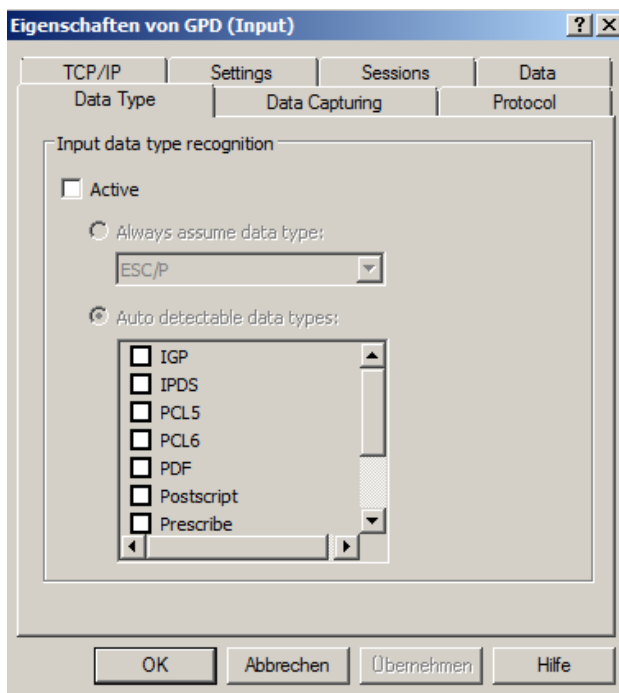 Eigenschaften von GPD (Input)
TCP/IP Settings Sessions Data
Data Type Data Capturing Protocol
Input data type recognition
Active
Always assume data type:
ESC/P
Auto detectable data types:
IGP
IPDS
PCL5
PCL6
PDF
Postscript
Prescribe
OK Abbrechen Übernehmen Hilfe